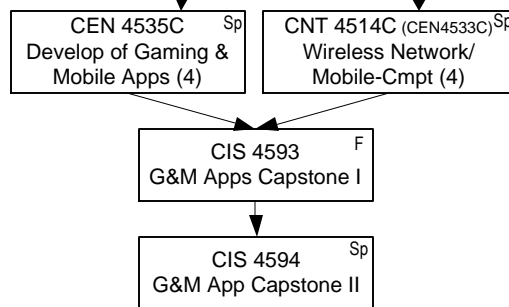 CEN 4535C Sp
Develop of Gaming &
Mobile Apps (4)
CNT 4514C (CEN4533C) Sp
Wireless Network/
Mobile-Cmpt (4)
CIS 4593 F
G&M Apps Capstone I
CIS 4594 Sp
G&M App Capstone II